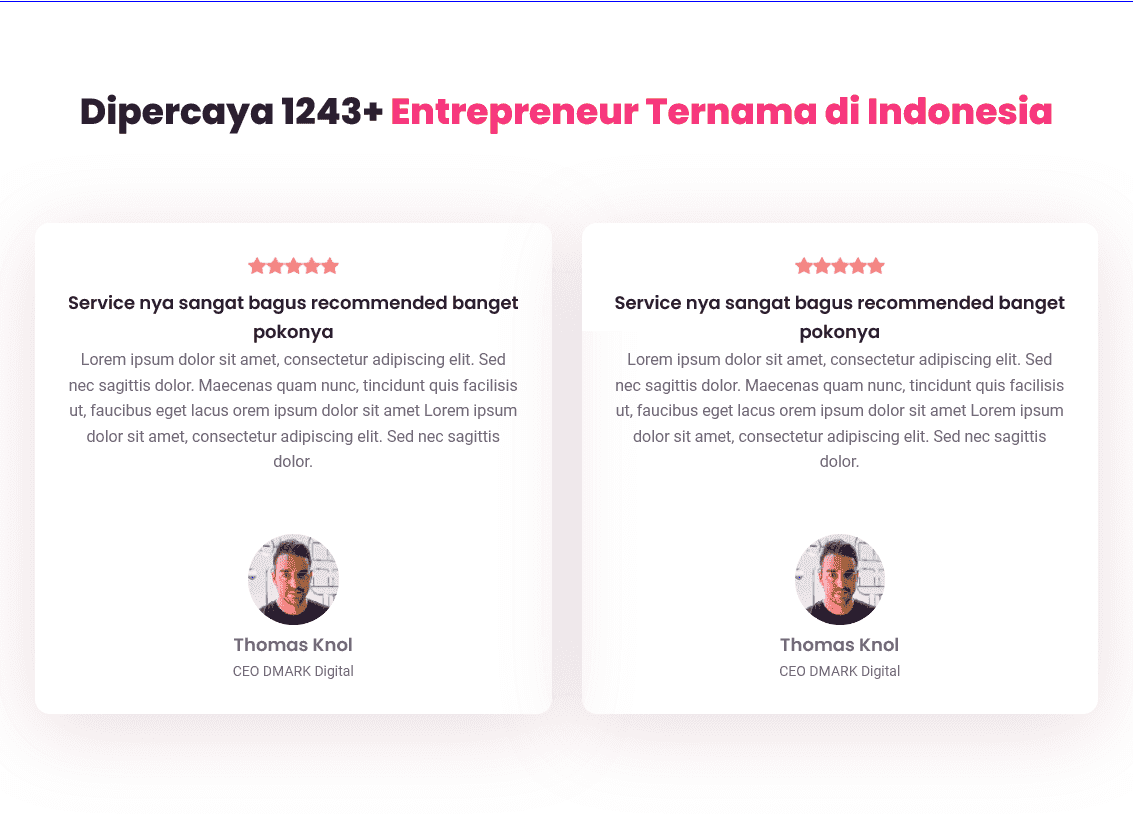 Dipercaya 1243+ Entrepreneur Ternama di Indonesia
Service nya sangat bagus recommended banget
pokonya
Lorem ipsum dolor sit amet, consectetur adipiscing elit. Sed
nec sagittis dolor. Maecenas quam nunc, tincidunt quis facilisis
ut, faucibus eget lacus orem ipsum dolor sit amet Lorem ipsum
dolor sit amet, consectetur adipiscing elit. Sed nec sagittis
dolor.
Thomas Knol
CEO DMARK Digital
Service nya sangat bagus recommended banget
pokonya
Lorem ipsum dolor sit amet, consectetur adipiscing elit. Sed
nec sagittis dolor. Maecenas quam nunc, tincidunt quis facilisis
ut, faucibus eget lacus orem ipsum dolor sit amet Lorem ipsum
dolor sit amet, consectetur adipiscing elit. Sed nec sagittis
dolor.
Thomas Knol
CEO DMARK Digital